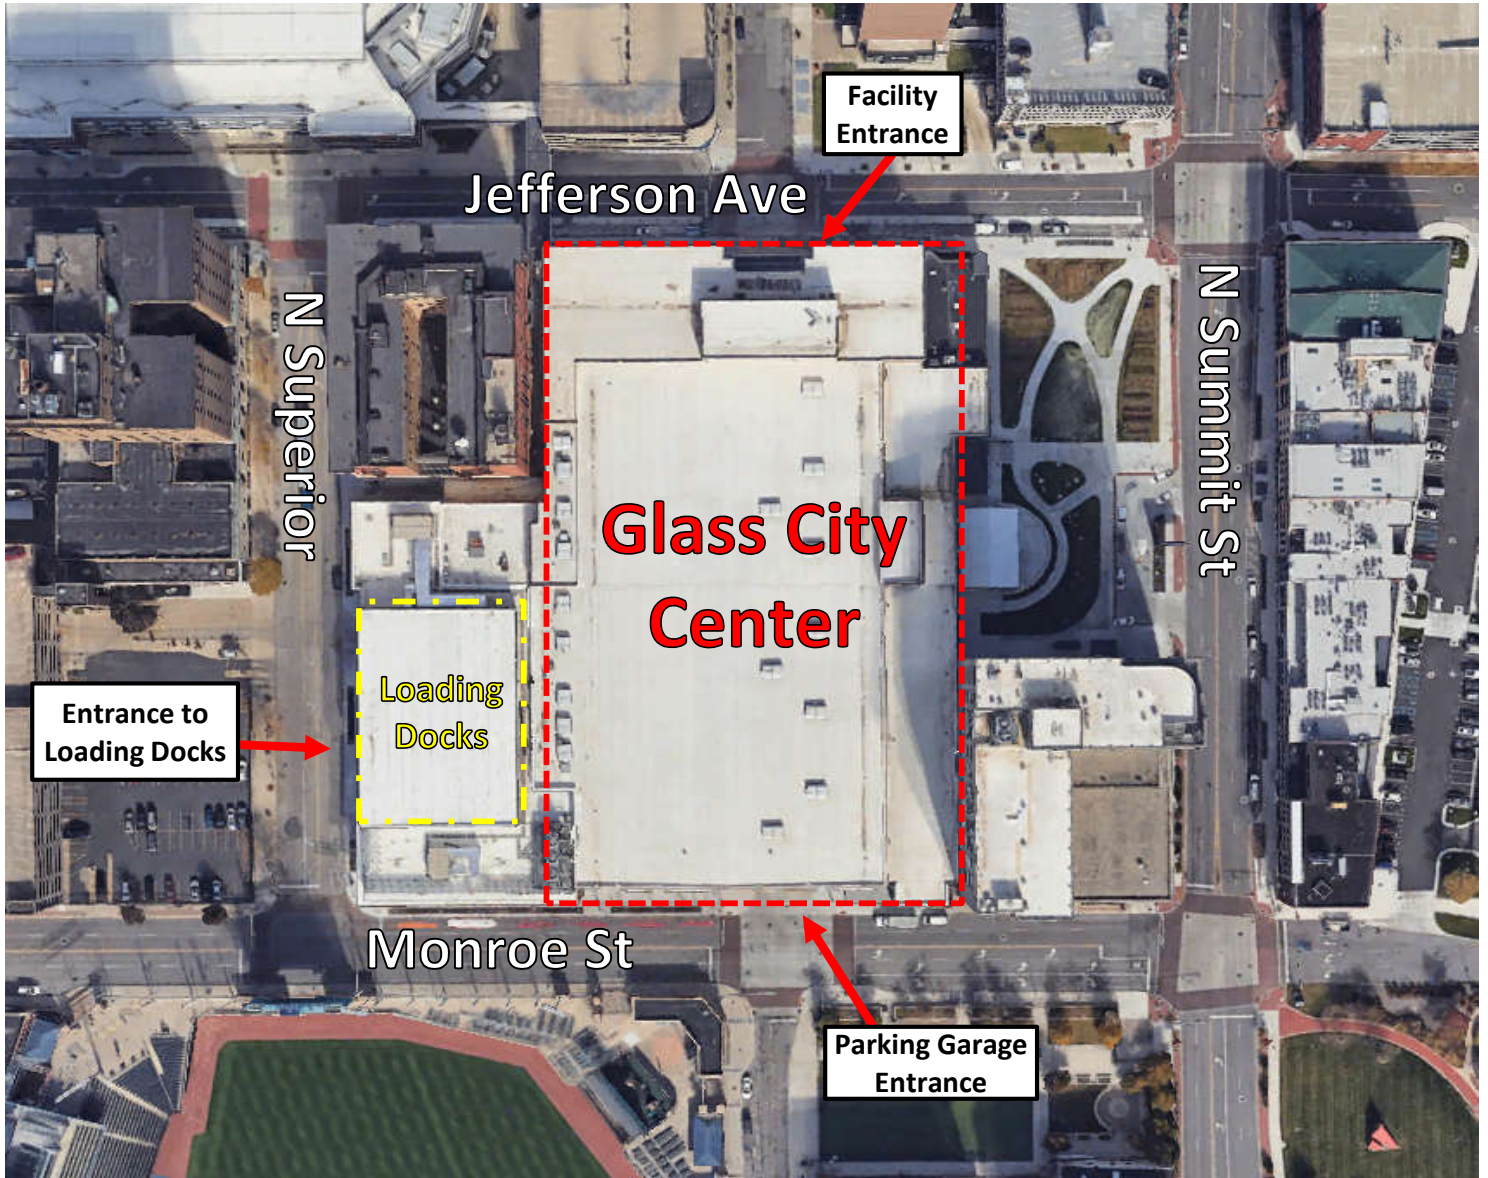 Facility
Entrance
Jefferson Ave
N Superior
N Summit St
Glass City
Center
Loading
Docks
Entrance to
Loading Docks
Monroe St
Parking Garage
Entrance